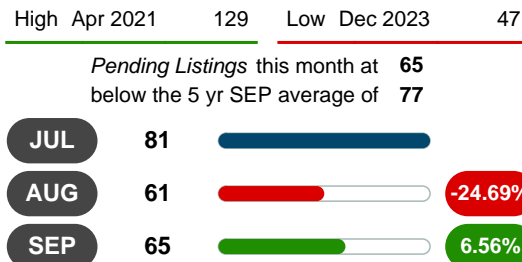 High Apr 2021 129 Low Dec 2023 47
Pending Listings this month at 65
below the 5 yr SEP average of 77
JUL 81
AUG 61 -24.69%
SEP 65 6.56%